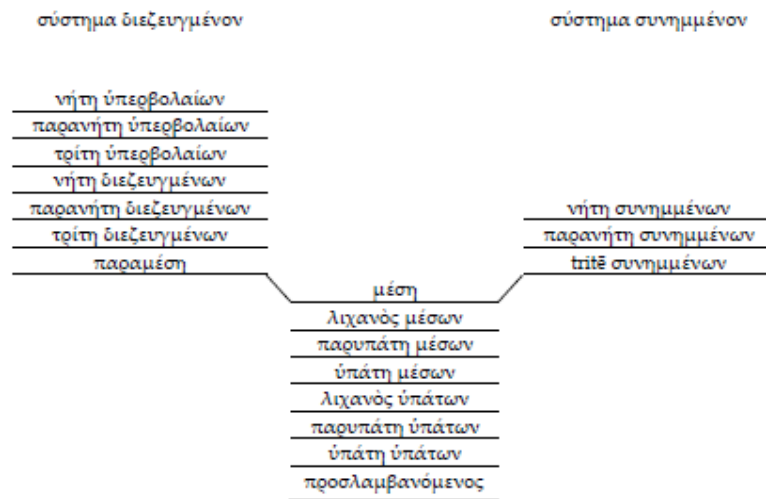 σύστημα διεζευγμένον
σύστημα συνημμένον
νήτη ὑπερβολαίων
παρανήτη ὑπερβολαίων
τρίτη ὑπερβολαίων
νήτη διεζευγμένων
παρανήτη διεζευγμένων
τρίτη διεζευγμένων
παραμέση
νήτη συνημμένων
παρανήτη συνημμένων
tritē συνημμένων
μέση
λιχανὸς μέσων
παρυπάτη μέσων
ὑπάτη μέσων
λιχανὸς ὑπάτων
παρυπάτη ὑπάτων
ὑπάτη ὑπάτων
προσλαμβανόμενος